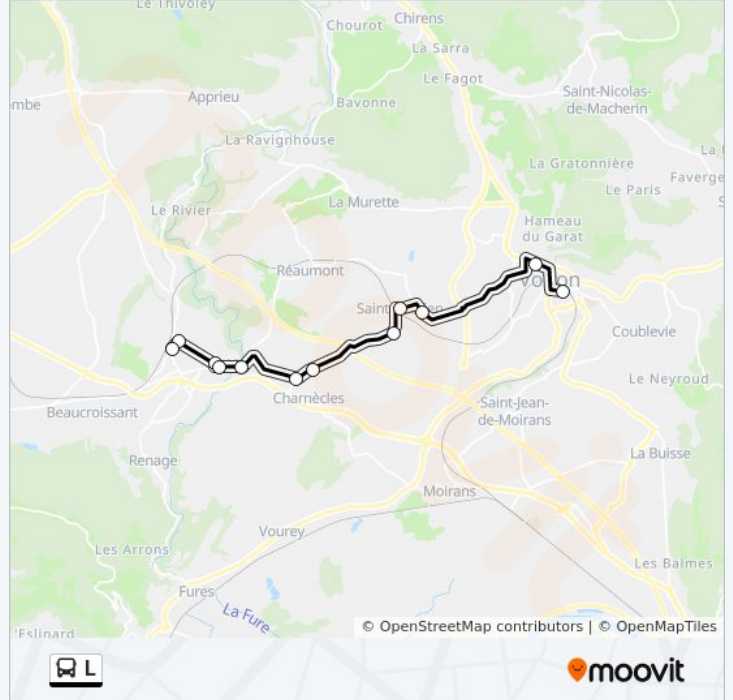 Le Thivoley
Chirens
Chourot
La Sarra
Le Fagot
Saint-Nicolas-
de-Macherin
Apprieu
Bavonne
La Ravignhouse
La Gratonnière
Le Paris
Faverge
La Murette
Le Rivier
Hameau
du Garat
Réaumont
Coublevie
Le Neyroud
Charnècles
Saint-Jean-
de-Moirans
Beaucroissant
La Buisse
Renage
Moirans
Vourey
Les Arrons
Les Balmes
Fures
La Fure
© OpenStreetMap contributors | © OpenMapTiles
L
moovit